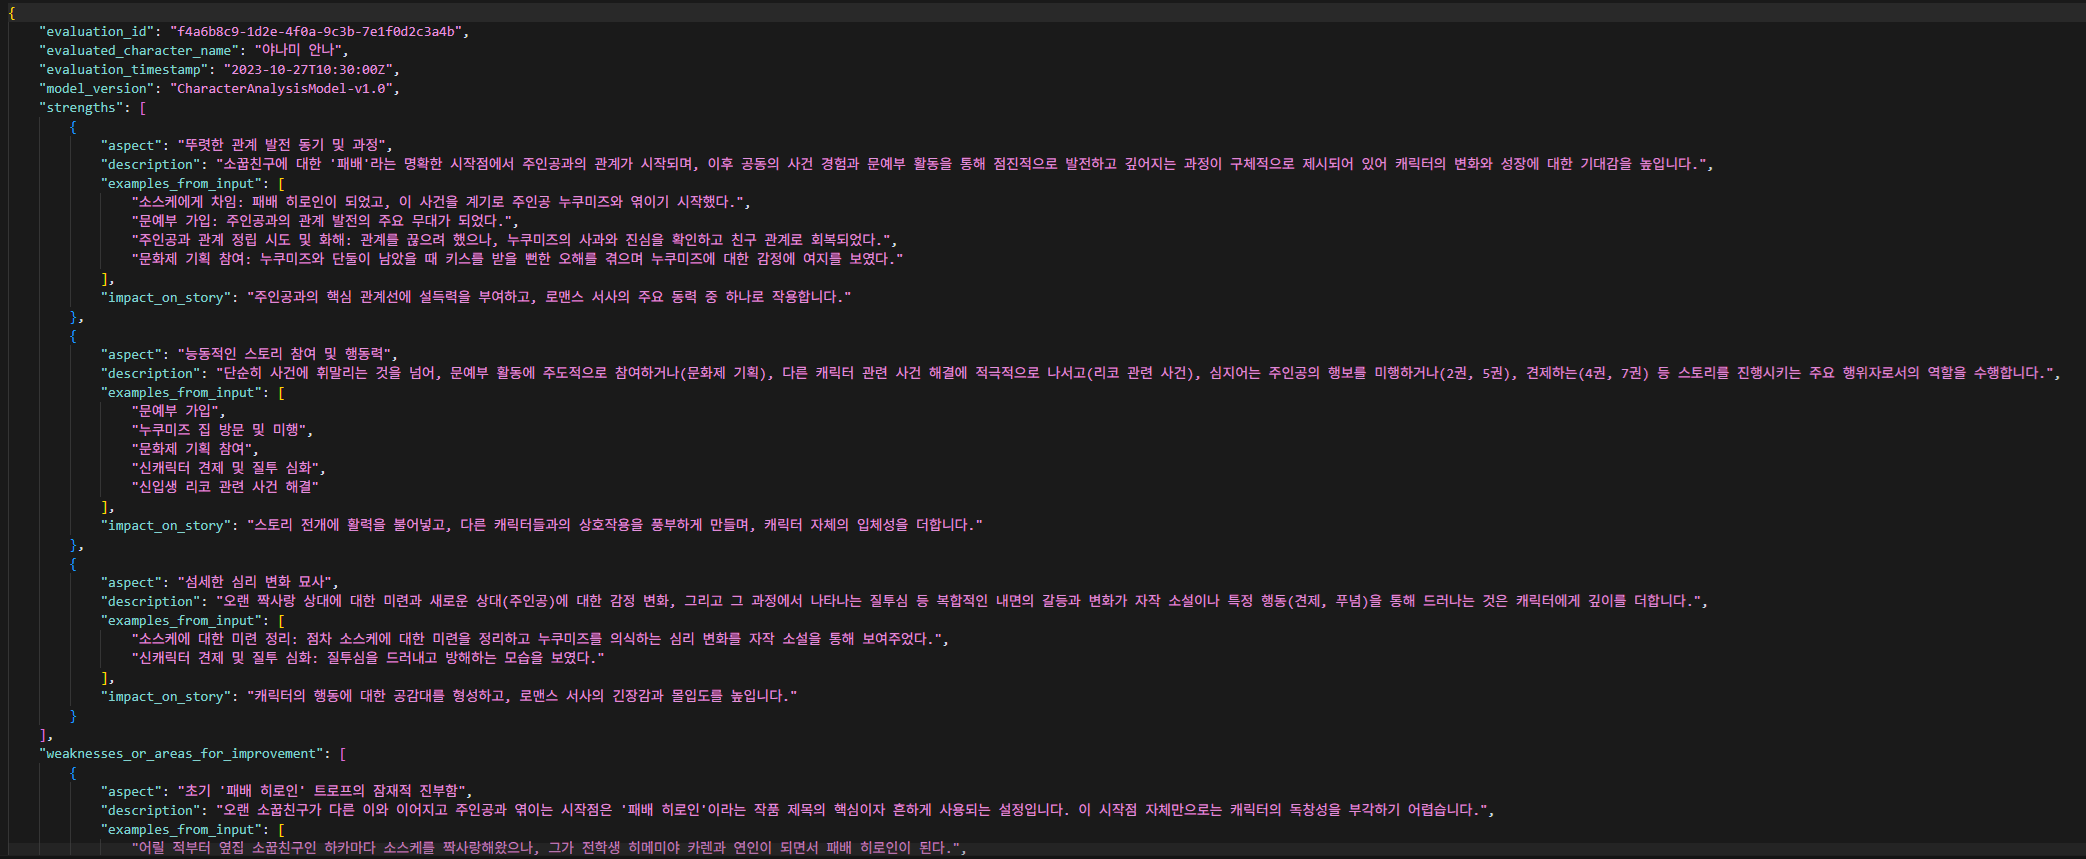 {
"evaluation_id": "f4a6b8c9-1d2e-4f0a-9c3b-7e1f0d2c3a4b",
"evaluated_character_name": "야나미 안나",
"evaluation_timestamp": "2023-10-27T10:30:00Z",
"model_version": "CharacterAnalysisModel-v1.0",
"strengths": [
{
"aspect": "뚜렷한 관계 발전 동기 및 과정",
"description": "소꿉친구에 대한 '패배'라는 명확한 시작점에서 주인공과의 관계가 시작되며, 이후 공동의 사건 경험과 문예부 활동을 통해 점진적으로 발전하고 깊어지는 과정이 구체적으로 제시되어 있어 캐릭터의 변화와 성장에 대한 기대감을 높입니다.",
"examples_from_input": [
"소스케에게 차임: 패배 히로인이 되었고, 이 사건을 계기로 주인공 누쿠미즈와 엮이기 시작했다.",
"문예부 가입: 주인공과의 관계 발전의 주요 무대가 되었다.",
"주인공과 관계 정립 시도 및 화해: 관계를 끊으려 했으나, 누쿠미즈의 사과와 진심을 확인하고 친구 관계로 회복되었다.",
"문화제 기획 참여: 누쿠미즈와 단둘이 남았을 때 키스를 받을 뻔한 오해를 겪으며 누쿠미즈에 대한 감정에 여지를 보였다."
],
"impact_on_story": "주인공과의 핵심 관계선에 설득력을 부여하고, 로맨스 서사의 주요 동력 중 하나로 작용합니다."
},
{
"aspect": "능동적인 스토리 참여 및 행동력",
"description": "단순히 사건에 휘말리는 것을 넘어, 문예부 활동에 주도적으로 참여하거나(문화제 기획), 다른 캐릭터 관련 사건 해결에 적극적으로 나서고(리코 관련 사건), 심지어는 주인공의 행보를 미행하거나(2권, 5권), 견제하는(4권, 7권) 등 스토리를 진행시키는 주요 행위자로서의 역할을 수행합니다.",
"examples_from_input": [
"문예부 가입",
"누쿠미즈 집 방문 및 미행",
"문화제 기획 참여",
"신캐릭터 견제 및 질투 심화",
"신입생 리코 관련 사건 해결"
],
"impact_on_story": "스토리 전개에 활력을 불어넣고, 다른 캐릭터들과의 상호작용을 풍부하게 만들며, 캐릭터 자체의 입체성을 더합니다."
},
{
"aspect": "섬세한 심리 변화 묘사",
"description": "오랜 짝사랑 상대에 대한 미련과 새로운 상대(주인공)에 대한 감정 변화, 그리고 그 과정에서 나타나는 질투심 등 복합적인 내면의 갈등과 변화가 자작 소설이나 특정 행동(견제, 푸념)을 통해 드러나는 것은 캐릭터에게 깊이를 더합니다.",
"examples_from_input": [
"소스케에 대한 미련 정리: 점차 소스케에 대한 미련을 정리하고 누쿠미즈를 의식하는 심리 변화를 자작 소설을 통해 보여주었다.",
"신캐릭터 견제 및 질투 심화: 질투심을 드러내고 방해하는 모습을 보였다."
],
"impact_on_story": "캐릭터의 행동에 대한 공감대를 형성하고, 로맨스 서사의 긴장감과 몰입도를 높입니다."
}
],
"weaknesses_or_areas_for_improvement": [
{
"aspect": "초기 '패배 히로인' 트로프의 잠재적 진부함",
"description": "오랜 소꿉친구가 다른 이와 이어지고 주인공과 엮이는 시작점은 '패배 히로인'이라는 작품 제목의 핵심이자 흔하게 사용되는 설정입니다. 이 시작점 자체만으로는 캐릭터의 독창성을 부각하기 어렵습니다.",
"examples_from_input": [
"어릴 적부터 옆집 소꿉친구인 하카마다 소스케를 짝사랑해왔으나, 그가 전학생 히메미야 카렌과 연인이 되면서 패배 히로인이 된다.",